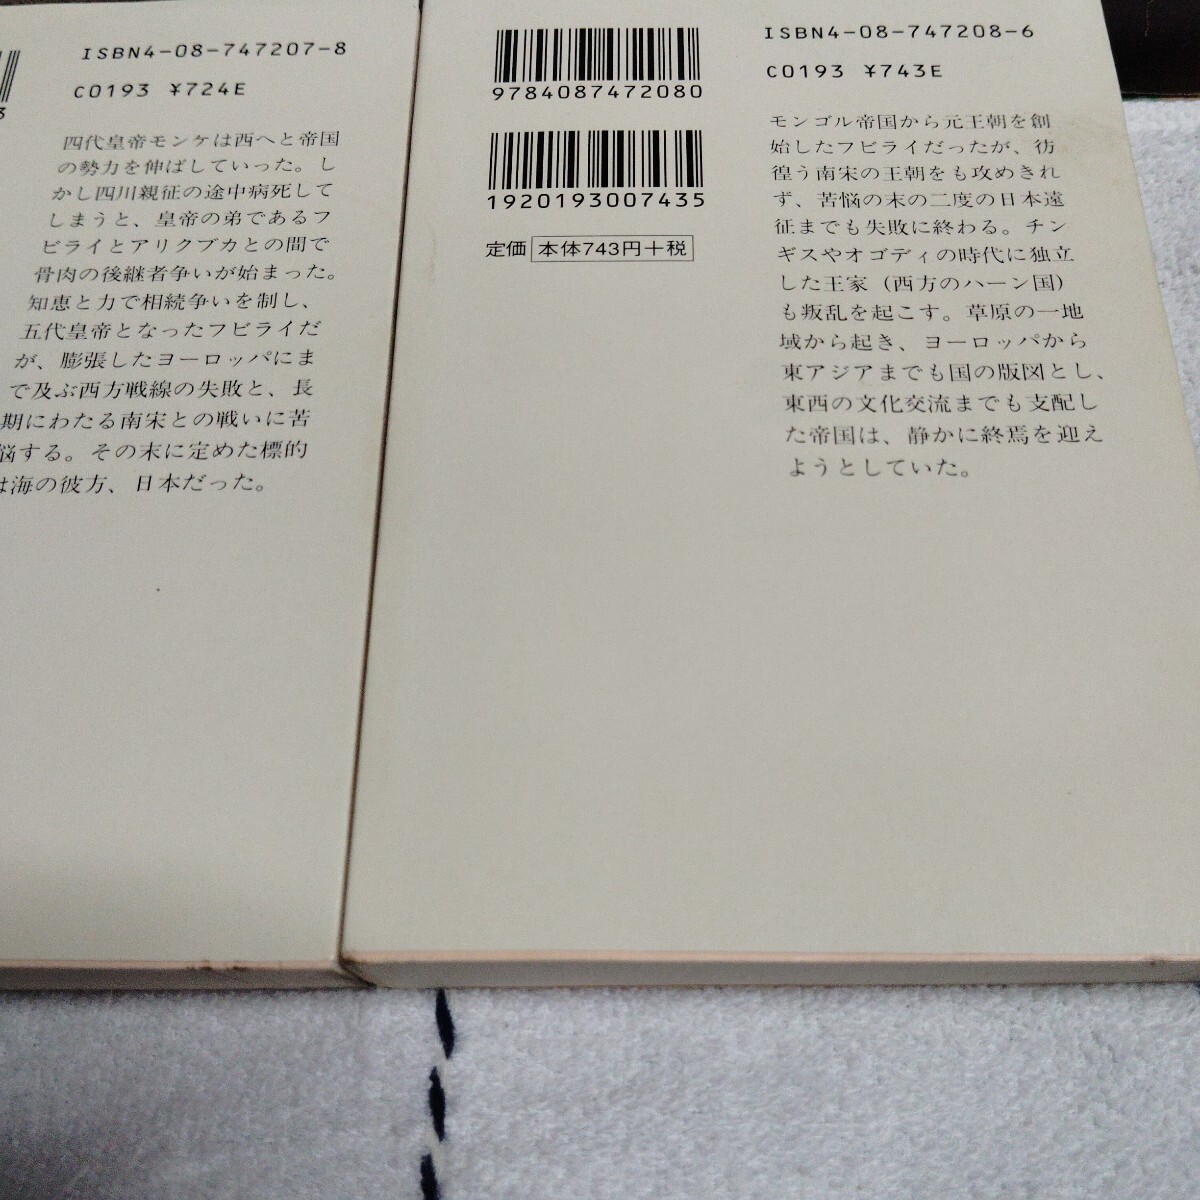 ISBN4-08-747207-8
C0193 ¥724E
3
四代皇帝モンケは西へと帝国
の勢力を伸ばしていった。し
かし四川親征の途中病死して
しまうと、皇帝の弟であるフ
ビライとアリクブカとの間で
骨肉の後継者争いが始まった。
知恵と力で相続争いを制し、
五代皇帝となったフビライだ
が、膨張したヨーロッパにま
で及ぶ西方戦線の失敗と、長
期にわたる南宋との戦いに苦
悩する。その末に定めた標的
は海の彼方、日本だった。
9784087472080
1920193007435
定価 本体743円+税
ISBN4-08-747208-6
C0193 ¥743E
モンゴル帝国から元王朝を創
始したフビライだったが、彷
徨う南宋の王朝をも攻めきれ
ず、苦悩の末の二度の日本遠
征までも失敗に終わる。チン
ギスやオゴディの時代に独立
した王家（西方のハーン国）
も叛乱を起こす。草原の一地
域から起き、ヨーロッパから
東アジアまでも国の版図とし、
東西の文化交流までも支配し
た帝国は、静かに終焉を迎え
ようとしていた。